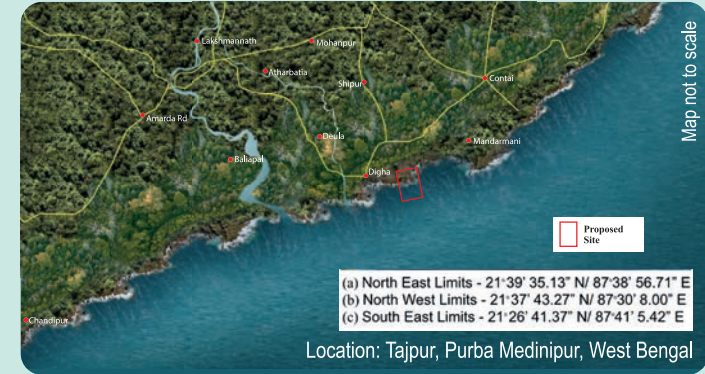 Map not to scale
Lakshmannath
Mohanpur
Atharbatia
Shipur
Contai
Amarda Rd
Deula
Mandarmani
Baliapal
Digha
Proposed
Site
(a) North East Limits - 21°39' 35.13" N/ 87°38' 56.71" E
(b) North West Limits - 21°37' 43.27" N/ 87°30' 8.00" E
(c) South East Limits - 21°26' 41.37" N/ 87°41' 5.42" E
Chandipur
Location: Tajpur, Purba Medinipur, West Bengal